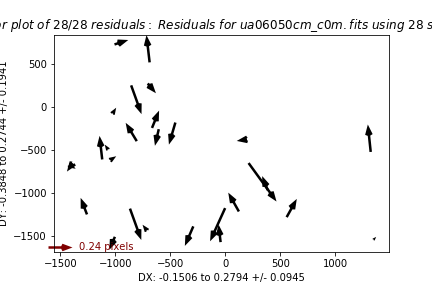 or plot of 28/28 residuals : Residuals for ua06050cm_c0m. fits using 28 s
DY: -0.3848 to 0.2744 +/- 0.1941
500
0
−500
−1000
−1500
0.24 pixels
−1500 −1000 −500 0 500 1000
DX: -0.1506 to 0.2794 +/- 0.0945